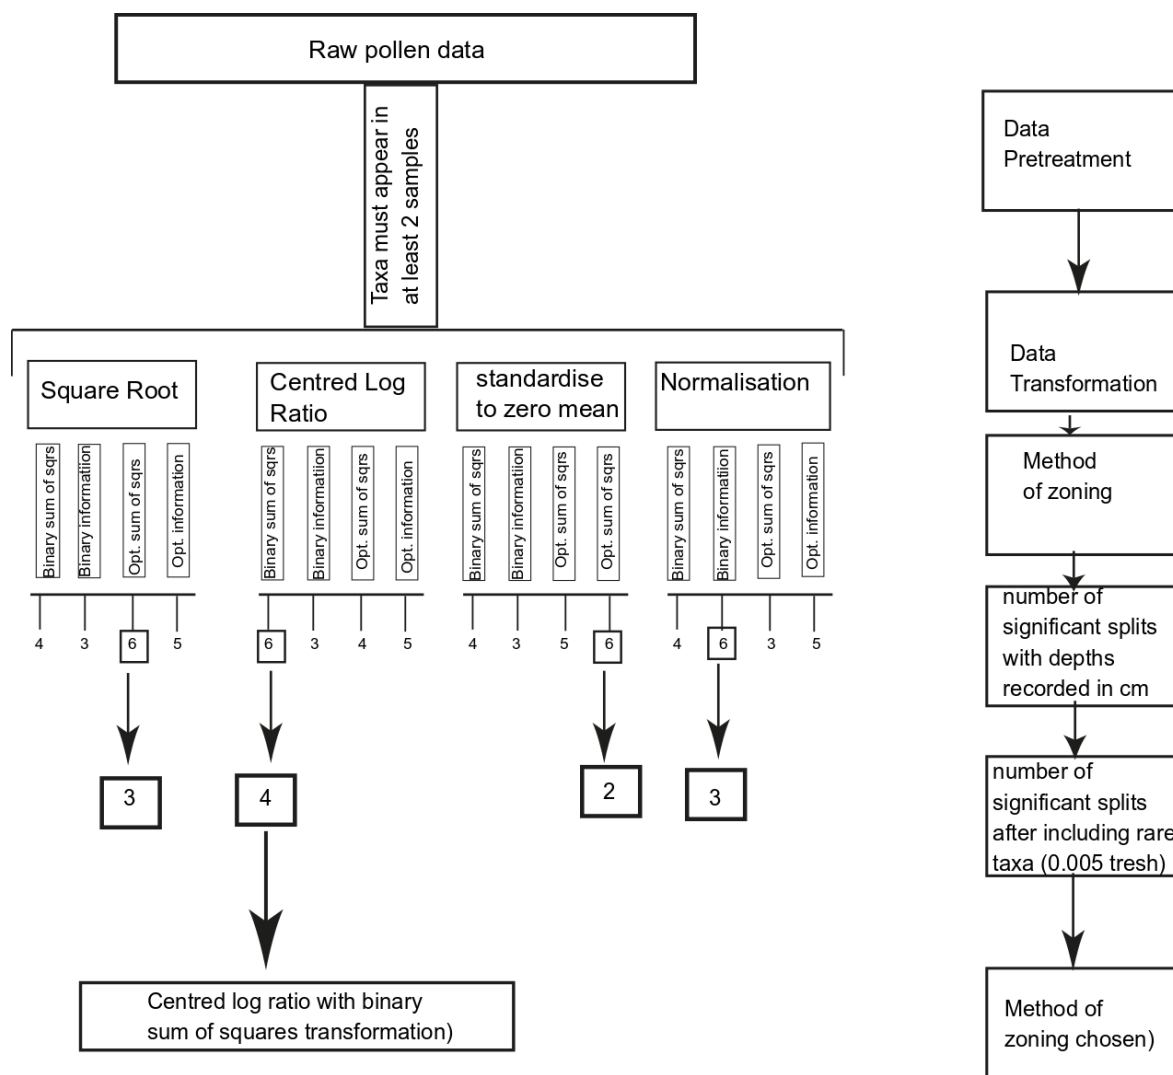 Raw pollen data
Taxa must appear in
at least 2 samples
Square Root
Centred Log
Ratio
standardise
to zero mean
Normalisation
Binary sum of sqrs
Binary informatiion
Opt. sum of sqrs
Opt. information
Binary sum of sqrs
Binary informatiion
Opt. sum of sqrs
Opt. information
Binary sum of sqrs
Binary informatiion
Opt. sum of sqrs
Opt. sum of sqrs
Binary sum of sqrs
Binary informatiion
Opt. sum of sqrs
Opt. information
4 3 6 5
6 3 4 5
4 3 5 6
4 6 3 5
3
4
2
3
Centred log ratio with binary
sum of squares transformation)
Data
Pretreatment
Data
Transformation
Method
of zoning
number of
significant splits
with depths
recorded in cm
number of
significant splits
after including rare
taxa (0.005 tresh)
Method of
zoning chosen)